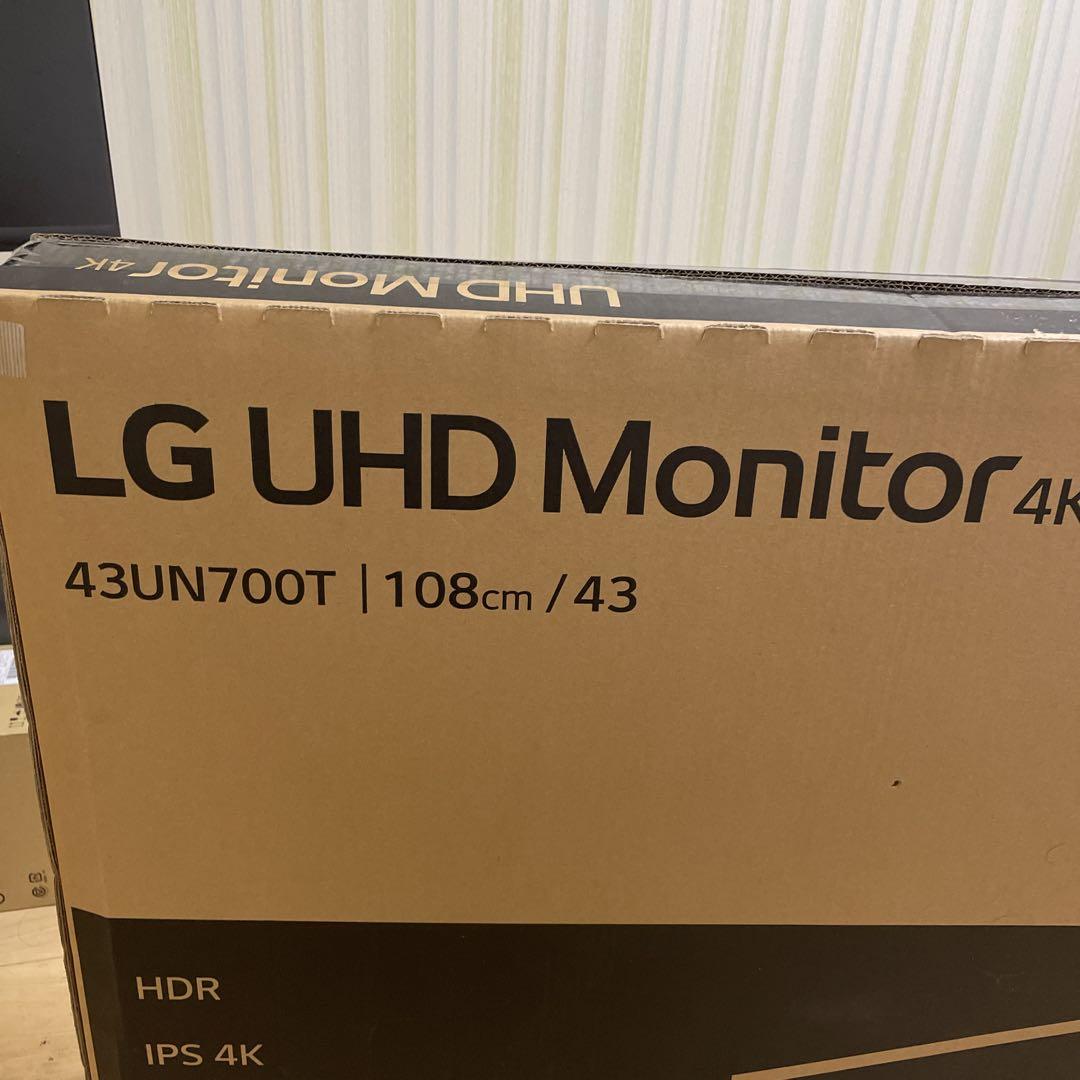 UHD Monitor 4K
LG UHD Monitor 4K
43UN700T | 108cm / 43
HDR
IPS 4K